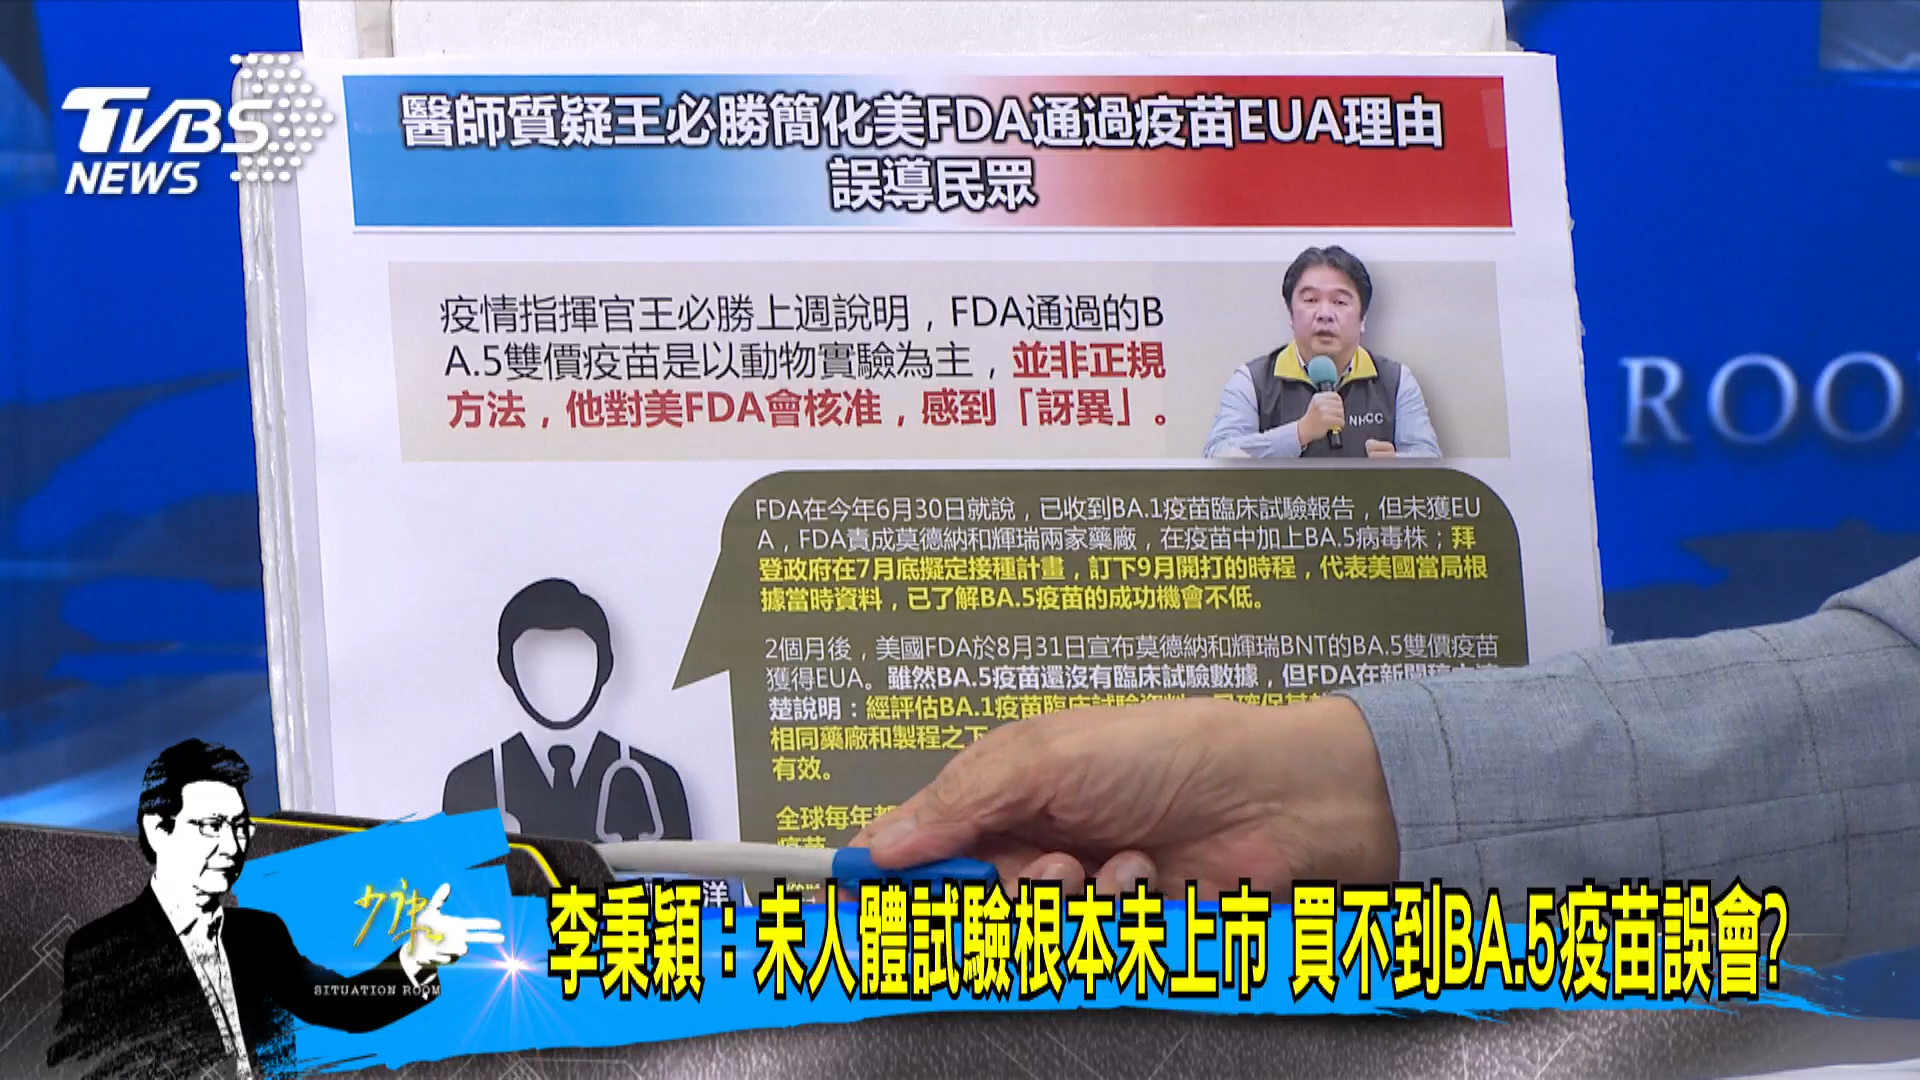 TVBS
NEWS
醫師質疑王必勝簡化美FDA通過疫苗EUA理由
誤導民眾
疫情指揮官王必勝上週說明，FDA通過的B
A.5雙價疫苗是以動物實驗為主，並非正規
方法，他對美FDA會核准，感到「訝異」。
ROO
FDA在今年6月30日就說，已收到BA.1疫苗臨床試驗報告，但未獲EU
A，FDA責成莫德納和輝瑞兩家藥廠，在疫苗中加上BA.5病毒株；拜
登政府在7月底擬定接種計畫，訂下9月開打的時程，代表美國當局根
據當時資料，已了解BA.5疫苗的成功機會不低。
2個月後，美國FDA於8月31日宣布莫德納和輝瑞BNT的BA.5雙價疫苗
獲得EUA。雖然BA.5疫苗還沒有臨床試驗數據，但FDA在新聞稿
楚說明：經評估BA.1疫苗臨床試驗資料
相同藥廠和製程之下
有效。
全球每年都
疫苗
洋
少康
SITUATION ROOM
李秉穎：未人體試驗根本未上市 買不到BA.5疫苗誤會?